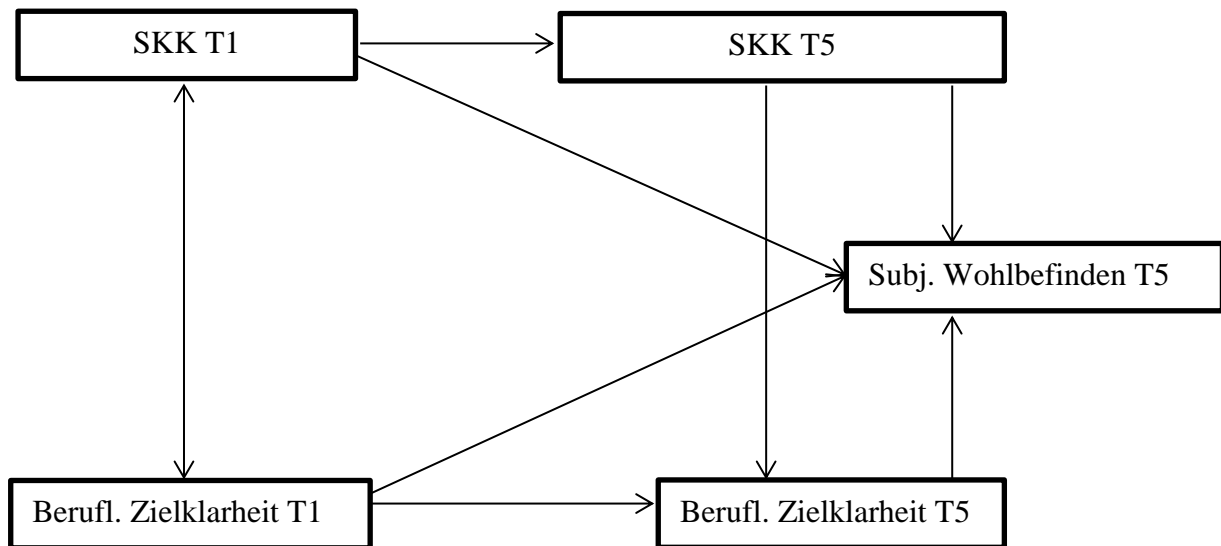 SKK T1
SKK T5
Subj. Wohlbefinden T5
Berufl. Zielklarheit T1
Berufl. Zielklarheit T5